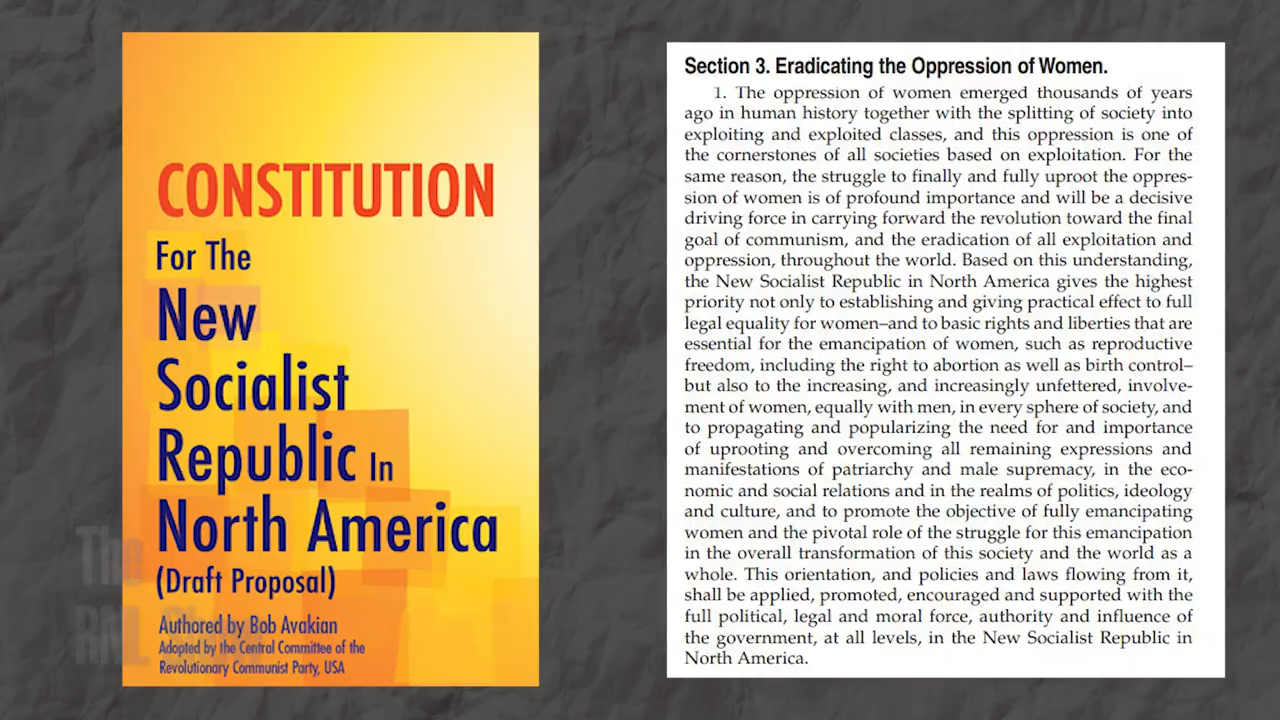 CONSTITUTION
For The
New
Socialist
Republic In
North America
(Draft Proposal)
Authored by Bob Avakian
Adopted by the Central Committee of the
Revolutionary Communist Party, USA
The
Section 3. Eradicating the Oppression of Women.
1. The oppression of women emerged thousands of years
ago in human history together with the splitting of society into
exploiting and exploited classes, and this oppression is one of
the cornerstones of all societies based on exploitation. For the
same reason, the struggle to finally and fully uproot the oppres-
sion of women is of profound importance and will be a decisive
driving force in carrying forward the revolution toward the final
goal of communism, and the eradication of all exploitation and
oppression, throughout the world. Based on this understanding,
the New Socialist Republic in North America gives the highest
priority not only to establishing and giving practical effect to full
legal equality for women–and to basic rights and liberties that are
essential for the emancipation of women, such as reproductive
freedom, including the right to abortion as well as birth control–
but also to the increasing, and increasingly unfettered, involve-
ment of women, equally with men, in every sphere of society, and
to propagating and popularizing the need for and importance
of uprooting and overcoming all remaining expressions and
manifestations of patriarchy and male supremacy, in the eco-
nomic and social relations and in the realms of politics, ideology
and culture, and to promote the objective of fully emancipating
women and the pivotal role of the struggle for this emancipation
in the overall transformation of this society and the world as a
whole. This orientation, and policies and laws flowing from it,
shall be applied, promoted, encouraged and supported with the
full political, legal and moral force, authority and influence of
the government, at all levels, in the New Socialist Republic in
North America.